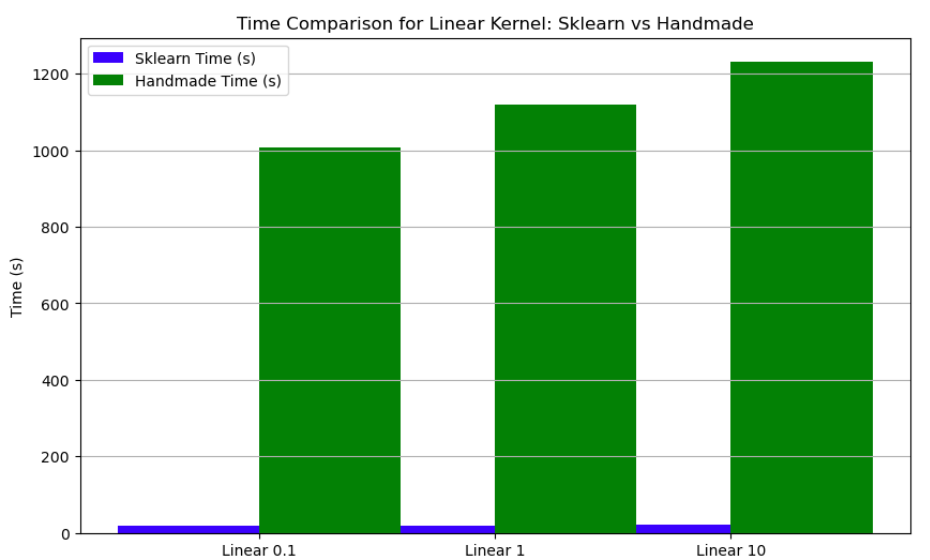 Time Comparison for Linear Kernel: Sklearn vs Handmade
Sklearn Time (s)
Handmade Time (s)
1200
1000
800
600
400
200
0
Time (s)
Linear 0.1
Linear 1
Linear 10